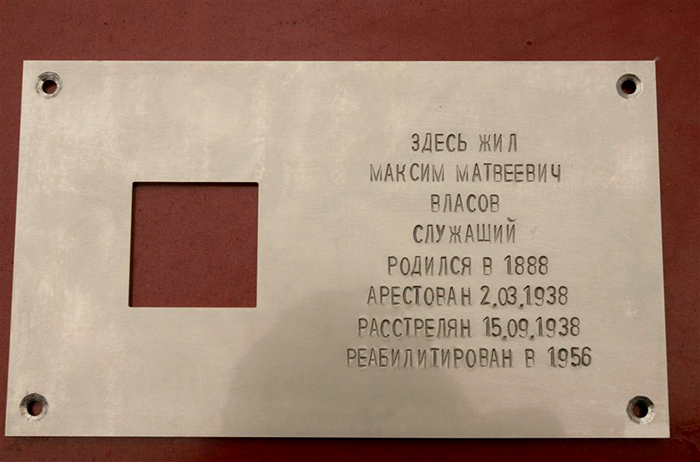 ЗДЕСЬ ЖИЛ
МАКСИМ МАТВЕЕВИЧ
ВЛАСОВ
СЛУЖАЩИЙ
РОДИЛСЯ В 1888
АРЕСТОВАН 2.03.1938
РАССТРЕЛЯН 15.09.1938
РЕАБИЛИТИРОВАН В 1956